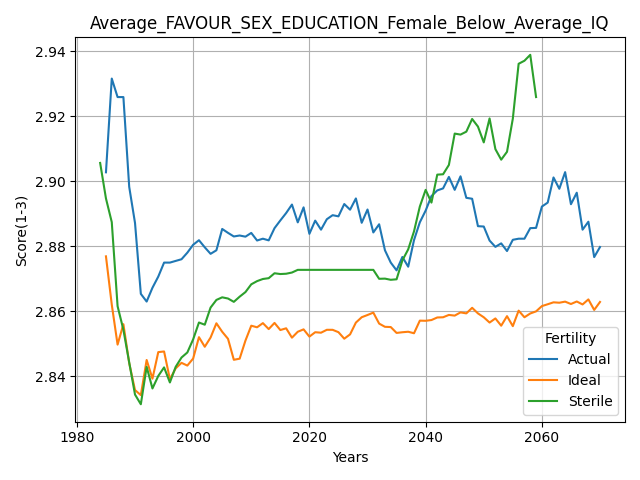 Average_FAVOUR_SEX_EDUCATION_Female_Below_Average_IQ
2.94
2.92
2.90
2.88
2.86
2.84
Score(1-3)
1980
2000
2020
2040
2060
Years
Fertility
Actual
Ideal
Sterile